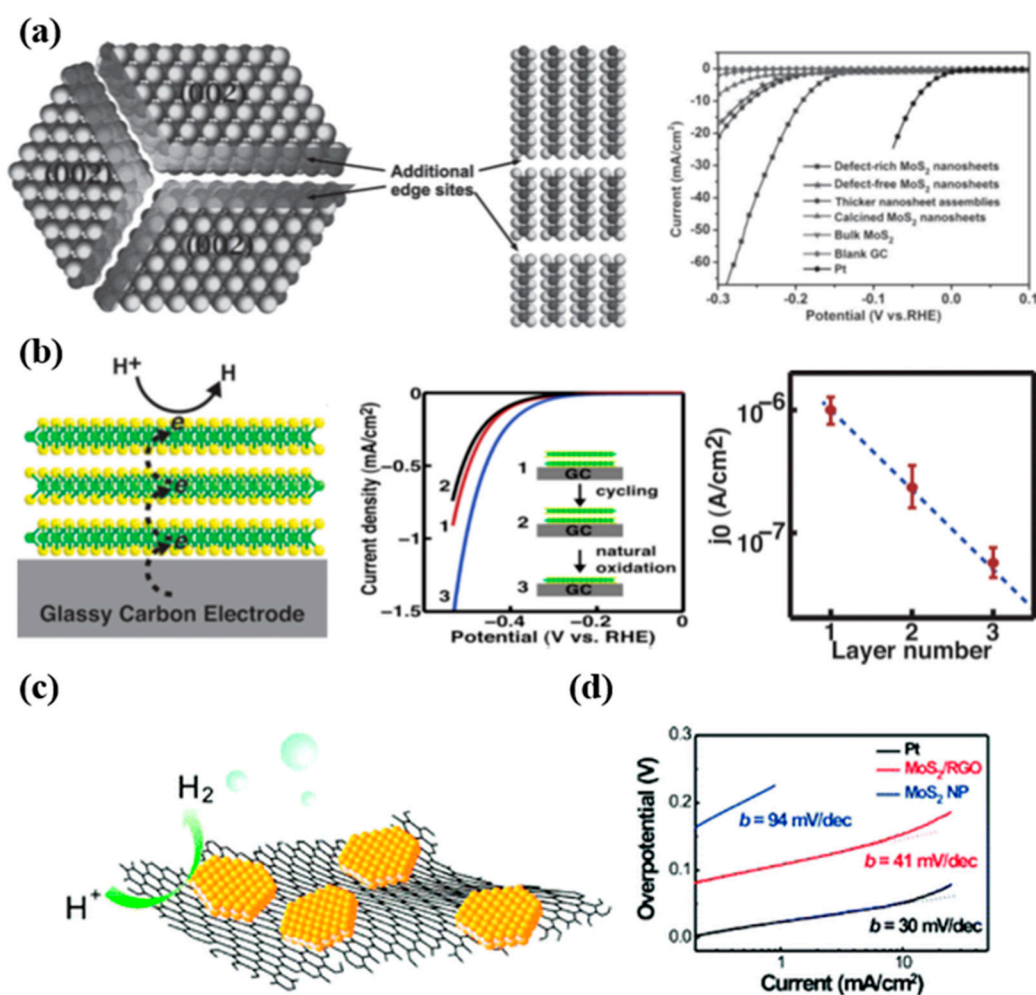 (a)
(002)
(002)
(002)
Additional
edge sites
Current (mA/cm²)
0
-10
-20
-30
-40
-50
-60
Defect-rich MoS₂ nanosheets
Defect-free MoS₂ nanosheets
Thicker nanosheet assemblies
Calcined MoS₂ nanosheets
Bulk MoS₂
Blank GC
Pt
-0.3 -0.2 -0.1 0.0 0.1
Potential (V vs.RHE)
(b)
H⁺ H
e
e
e
Glassy Carbon Electrode
Current density (mA/cm²)
0
−0.5
−1
−1.5
2
1
3
1 GC
cycling
2 GC
natural
oxidation
3 GC
−0.4 −0.2 0
Potential (V vs. RHE)
j0 (A/cm2)
10⁻⁶
10⁻⁷
1 2 3
Layer number
(c)
H₂
H⁺
(d)
Overpotential (V)
0.3
0.2
0.1
0.0
Pt
MoS₂/RGO
MoS₂ NP
b = 94 mV/dec
b = 41 mV/dec
b = 30 mV/dec
1 10
Current (mA/cm²)